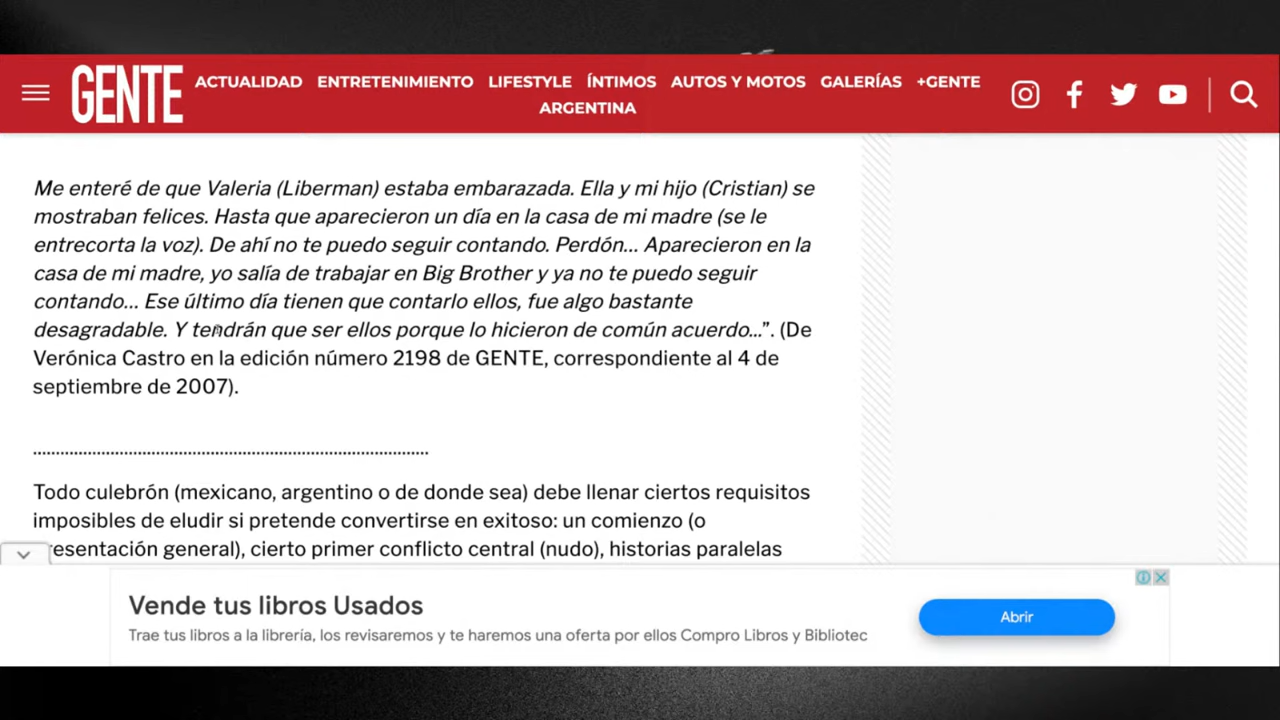 GENTE
ACTUALIDAD ENTRETENIMIENTO LIFESTYLE ÍNTIMOS AUTOS Y MOTOS GALERÍAS +GENTE
ARGENTINA
Me enteré de que Valeria (Liberman) estaba embarazada. Ella y mi hijo (Cristian) se
mostraban felices. Hasta que aparecieron un día en la casa de mi madre (se le
entrecorta la voz). De ahí no te puedo seguir contando. Perdón... Aparecieron en la
casa de mi madre, yo salía de trabajar en Big Brother y ya no te puedo seguir
contando... Ese último día tienen que contarlo ellos, fue algo bastante
desagradable. Y tendrán que ser ellos porque lo hicieron de común acuerdo...”. (De
Verónica Castro en la edición número 2198 de GENTE, correspondiente al 4 de
septiembre de 2007).
.....................................................................................
Todo culebrón (mexicano, argentino o de donde sea) debe llenar ciertos requisitos
imposibles de eludir si pretende convertirse en exitoso: un comienzo (o
resentación general), cierto primer conflicto central (nudo), historias paralelas
Vende tus libros Usados
Trae tus libros a la librería, los revisaremos y te haremos una oferta por ellos Compro Libros y Bibliotec
Abrir